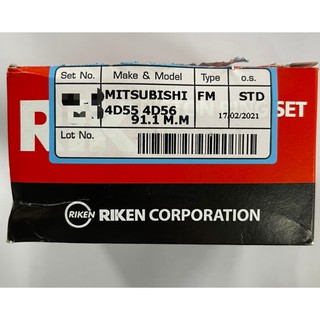 Set No. Make & Model Type o.s.
MITSUBISHI FM STD
4D55 4D56
91.1 M.M 17/02/2021
SET
Lot No.
RIKEN RIKEN CORPORATION